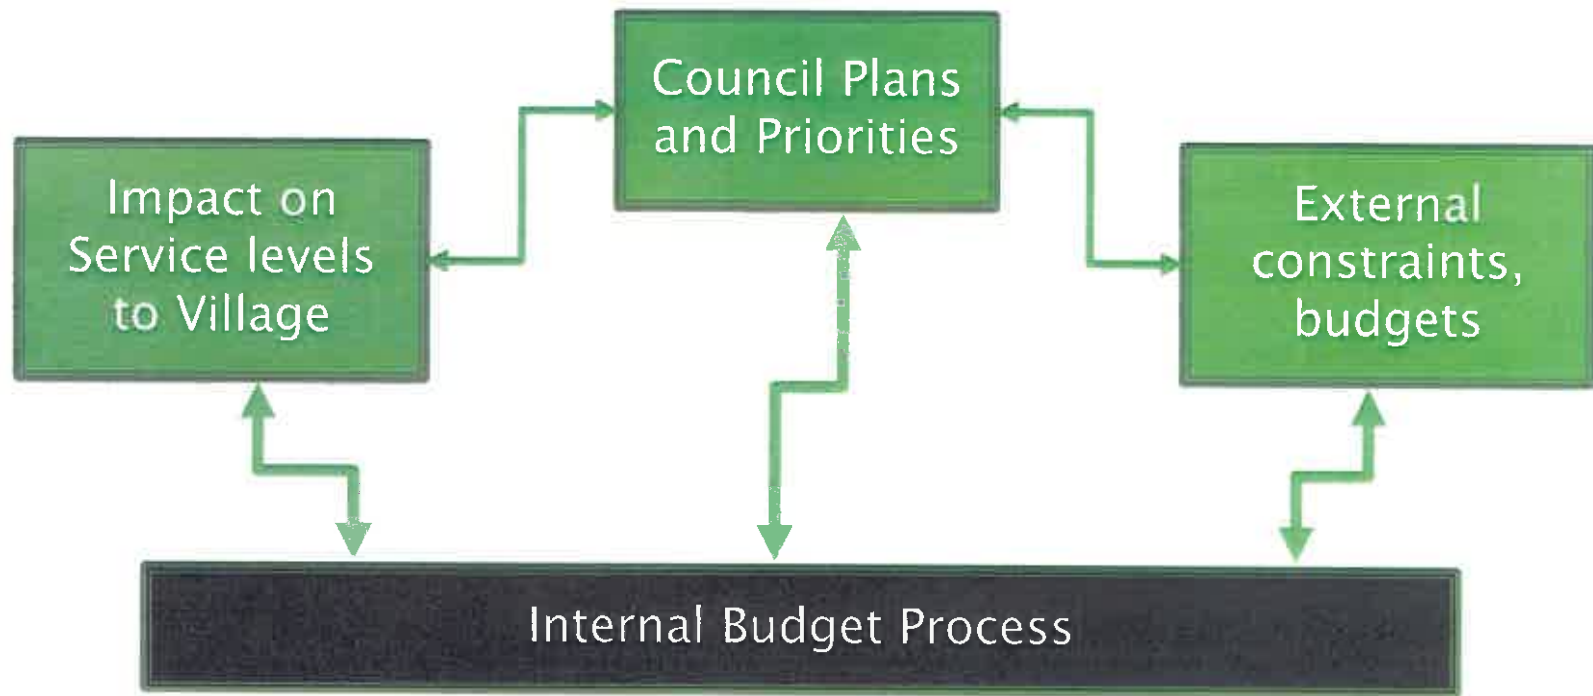 Council Plans
and Priorities
Impact on
Service levels
to Village
External
constraints,
budgets
Internal Budget Process